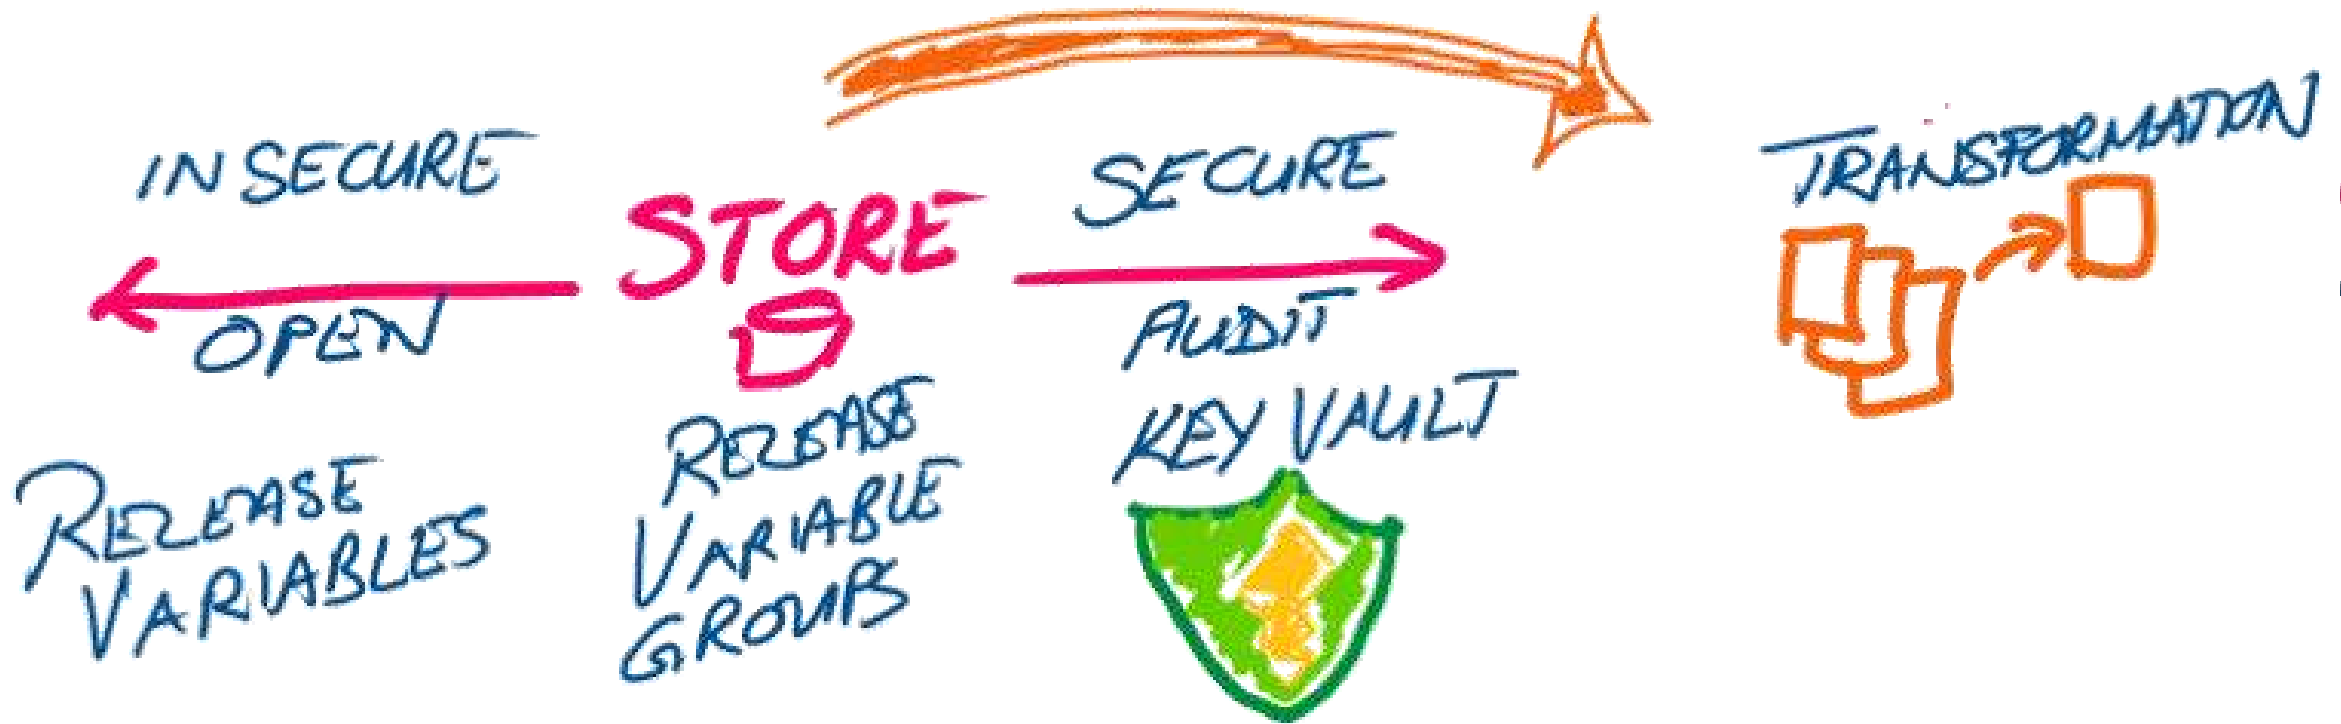 INSECURE
OPEN
RELEASE
VARIABLES
STORE
RELEASE
VARIABLE
GROUPS
SECURE
AUDIT
KEY VAULT
TRANSFORMATION